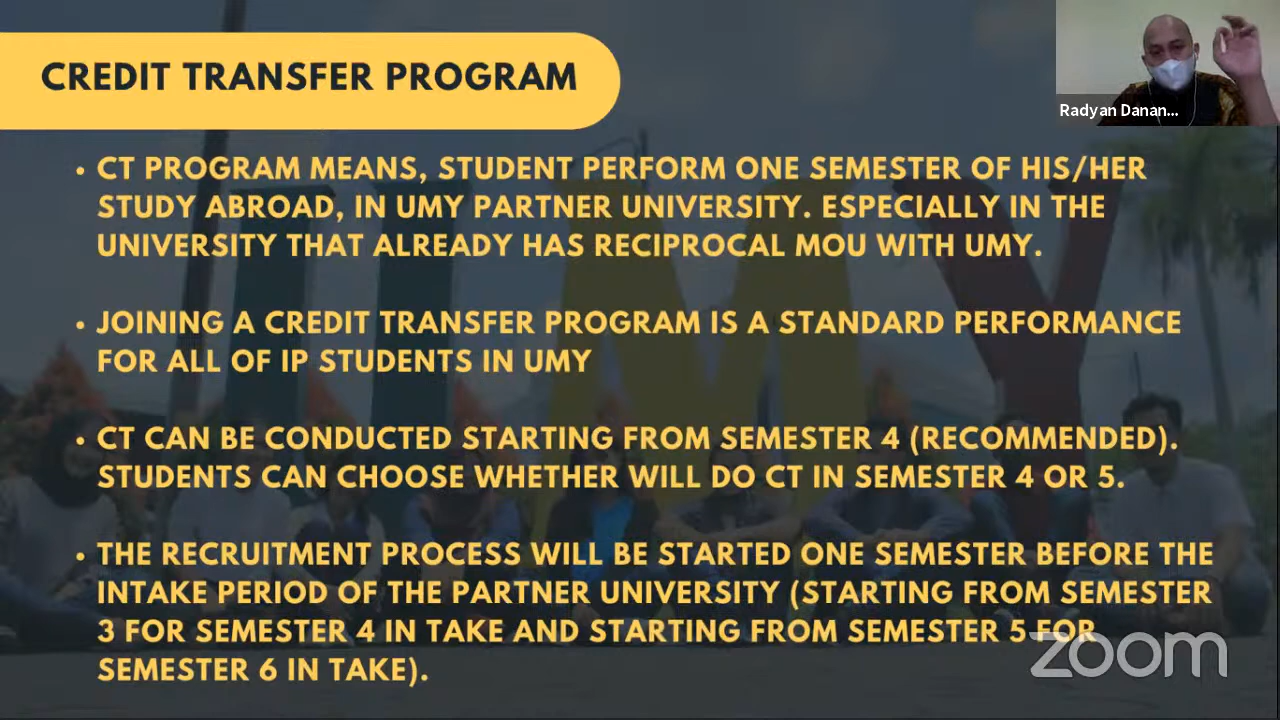 CREDIT TRANSFER PROGRAM
Radyan Danan...
• CT PROGRAM MEANS, STUDENT PERFORM ONE SEMESTER OF HIS/HER
STUDY ABROAD, IN UMY PARTNER UNIVERSITY. ESPECIALLY IN THE
UNIVERSITY THAT ALREADY HAS RECIPROCAL MOU WITH UMY.
• JOINING A CREDIT TRANSFER PROGRAM IS A STANDARD PERFORMANCE
FOR ALL OF IP STUDENTS IN UMY
• CT CAN BE CONDUCTED STARTING FROM SEMESTER 4 (RECOMMENDED).
STUDENTS CAN CHOOSE WHETHER WILL DO CT IN SEMESTER 4 OR 5.
• THE RECRUITMENT PROCESS WILL BE STARTED ONE SEMESTER BEFORE THE
INTAKE PERIOD OF THE PARTNER UNIVERSITY (STARTING FROM SEMESTER
3 FOR SEMESTER 4 IN TAKE AND STARTING FROM SEMESTER 5 FOR
SEMESTER 6 IN TAKE).
zoom
UMY